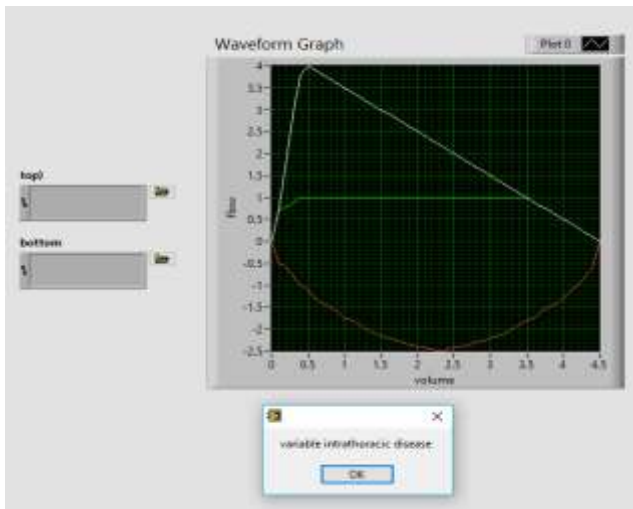 Waveform Graph
Plot 0
top)
bottom
flow
4-
3.5-
3-
2.5-
2-
1.5-
1-
0.5-
0-
-0.5-
-1-
-1.5-
-2-
-2.5-
0 0.5 1 1.5 2 2.5 3 3.5 4 4.5
volume
variable intrathoracic disease
OK